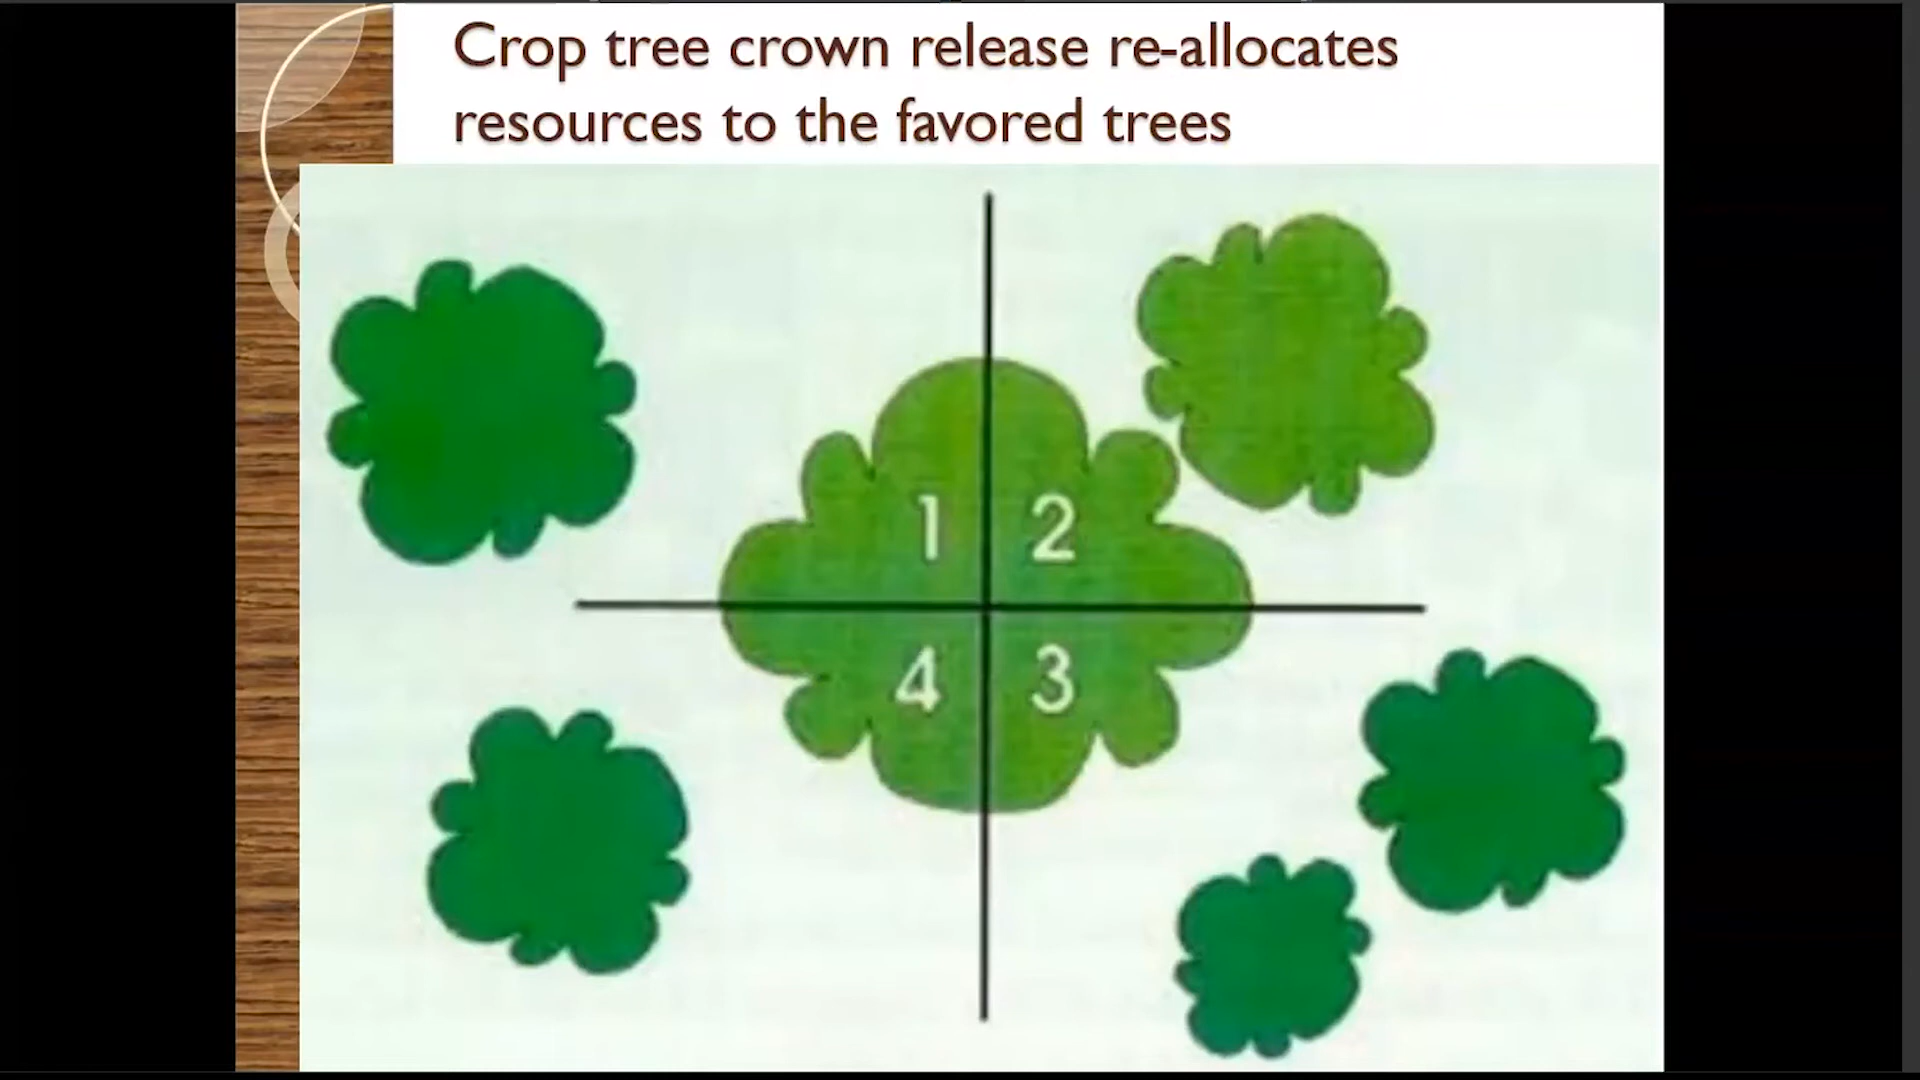 Crop tree crown release re-allocates
resources to the favored trees
1 2
4 3